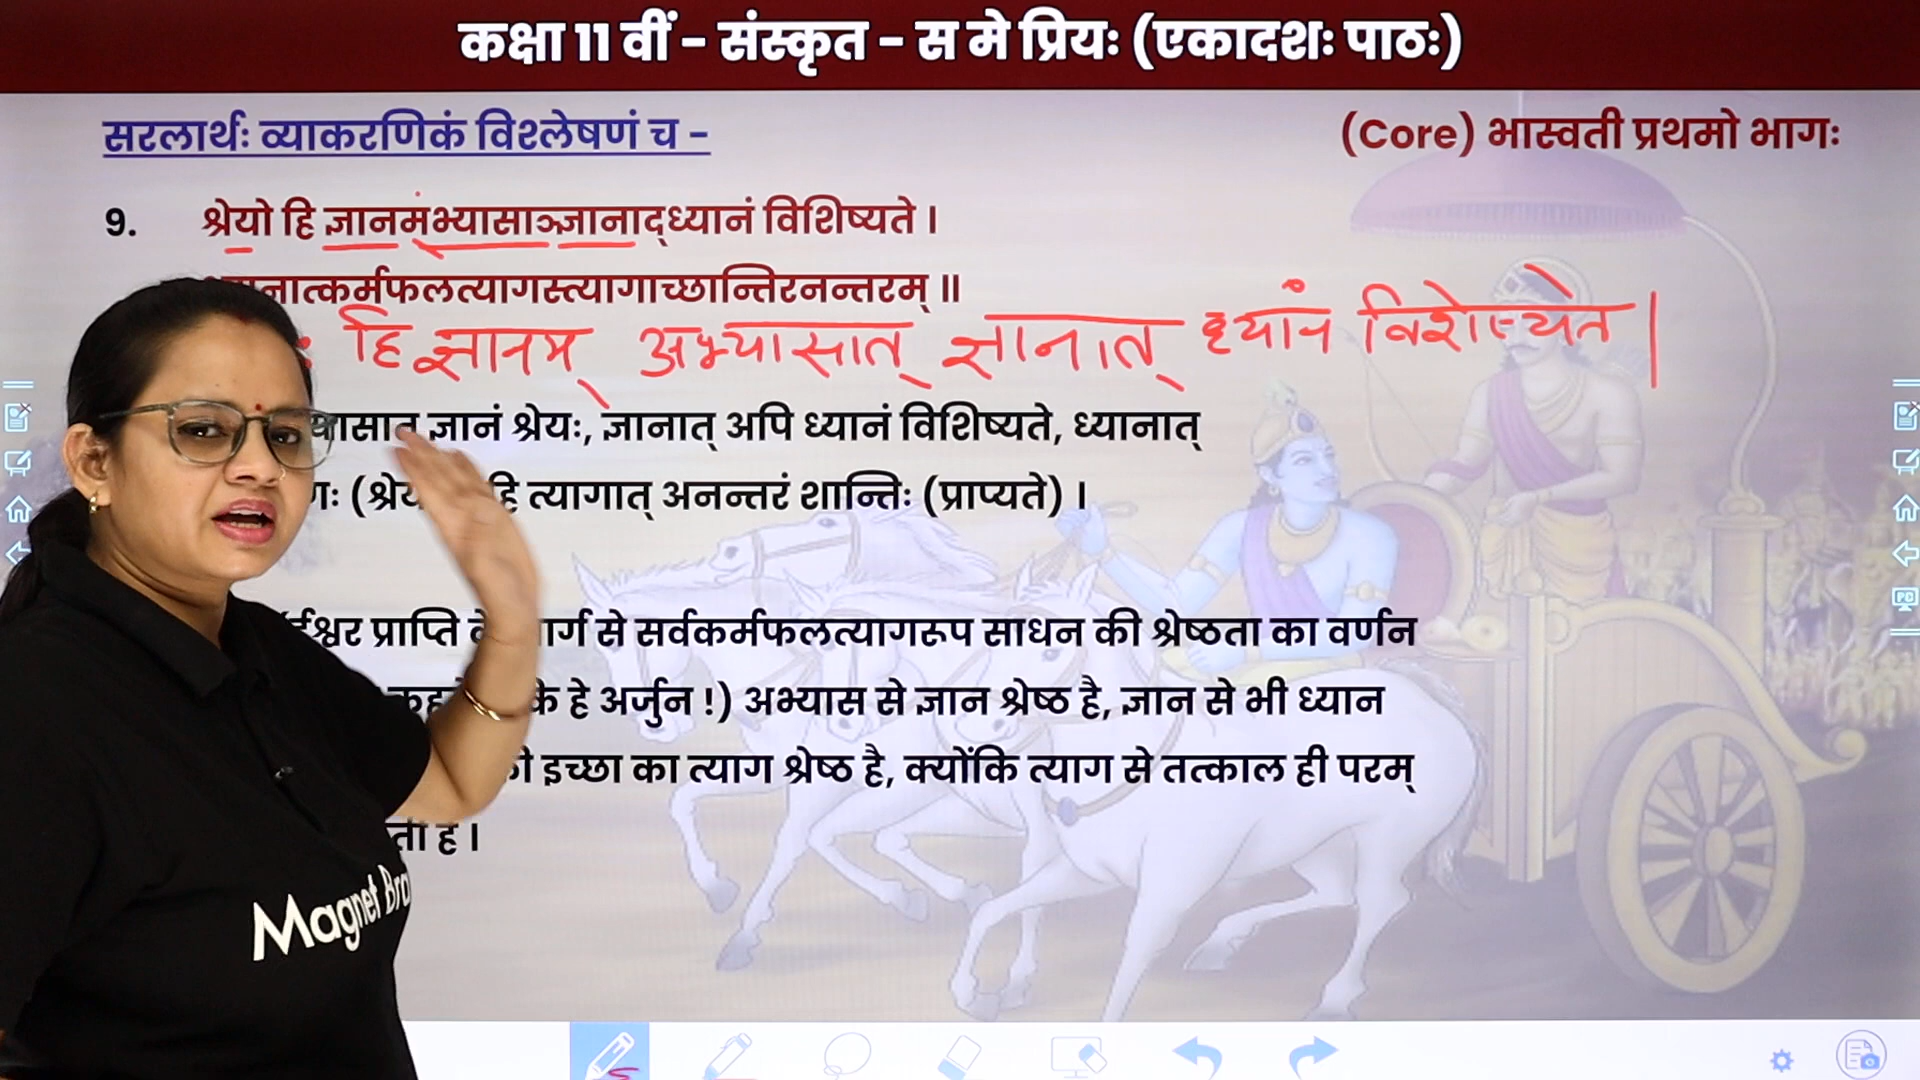 कक्षा 11 वीं - संस्कृत - स मे प्रियः (एकादशः पाठः)
सरलार्थः व्याकरणिकं विश्लेषणं च -
(Core) भास्वती प्रथमो भागः
9. श्रेयो हि ज्ञानमभ्यासाञ्ज्ञानाद्ध्यानं विशिष्यते ।
कर्मफलत्यागस्त्यागाच्छान्तिरनन्तरम् ॥
हि ज्ञानम् अभ्यासात् ज्ञानात् ध्यानं
ज्ञानं श्रेयः, ज्ञानात् अपि ध्यानं विशिष्यते, ध्यानात्
हि त्यागात् अनन्तरं शान्तिः (प्राप्यते) ।
ईश्वर प्राप्ति से सर्वकर्मफलत्यागरूप साधन की श्रेष्ठता का वर्णन
हे अर्जुन !) अभ्यास से ज्ञान श्रेष्ठ है, ज्ञान से भी ध्यान
इच्छा का त्याग श्रेष्ठ है, क्योंकि त्याग से तत्काल ही परम्
Magnet
PD